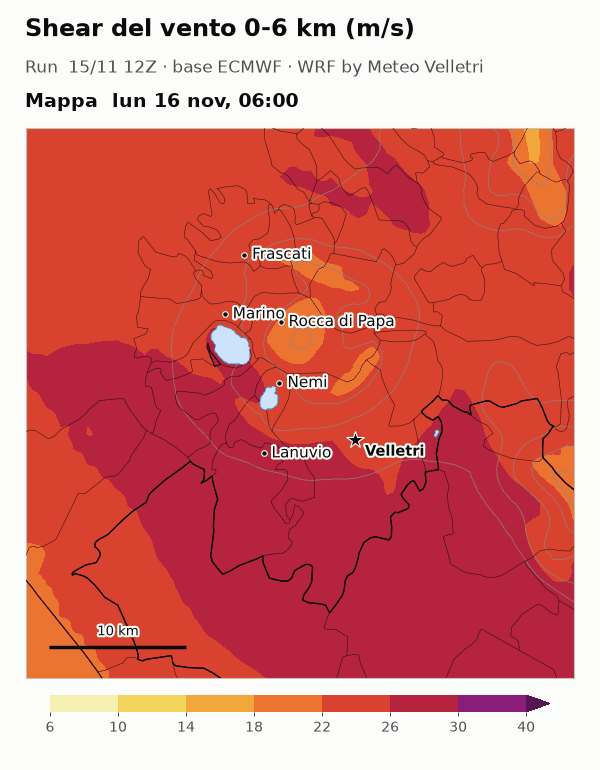 Shear del vento 0-6 km (m/s)
Run  15/11 12Z · base ECMWF · WRF by Meteo Velletri
Mappa  lun 16 nov, 06:00
Frascati
Marino
Rocca di Papa
Nemi
Velletri
Lanuvio
10 km
6 10 14 18 22 26 30 40